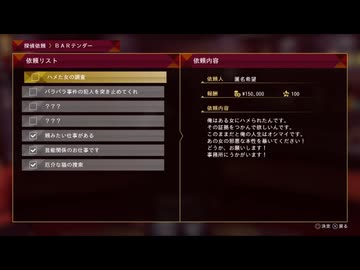 探偵依頼 〉 BARテンダー
依頼リスト
ハメた女の調査
バラバラ事件の犯人を突き止めてくれ
？？？
？？？
頼みたい仕事がある
芸能関係のお仕事です
厄介な猫の捜索
依頼内容
依頼人 匿名希望
報酬 ¥150,000 100
依頼内容
俺はある女にハメられたんです。
その証拠をつかんで欲しいんです。
このままだと俺の人生はオシマイです。
あの女の邪悪な本性を暴いてください！
どうか、お願いします！
事務所にうかがいます！
決定 戻る